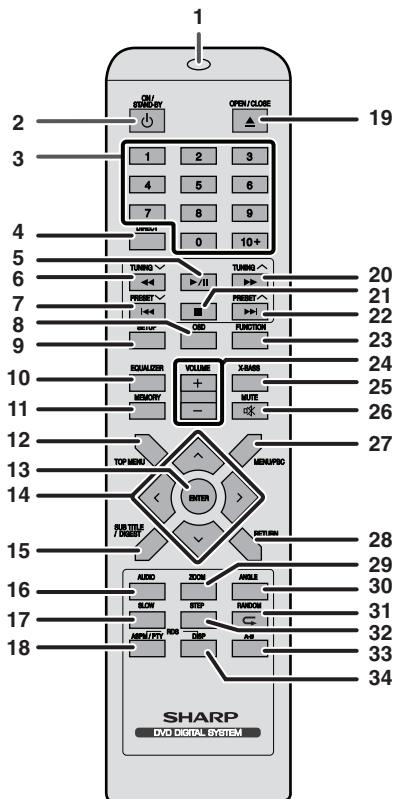 1
ON /
STAND-BY
OPEN / CLOSE
2
19
3
1 2 3
4 5 6
7 8 9
4
DIRECT
0 10+
5
TUNING TUNING
6
20
21
7
PRESET PRESET
22
8
SETUP OSD FUNCTION
9
23
24
EQUALIZER VOLUME X-BASS
10
+
25
MEMORY MUTE
11
–
26
12
27
TOP MENU MENU/PBC
13
14
ENTER
SUB TITLE
/ DIGEST
RETURN
15
28
29
AUDIO ZOOM ANGLE
16
30
SLOW STEP RANDOM
17
31
32
ASPM / PTY RDS DISP A-B
18
33
34
SHARP
DVD DIGITAL SYSTEM